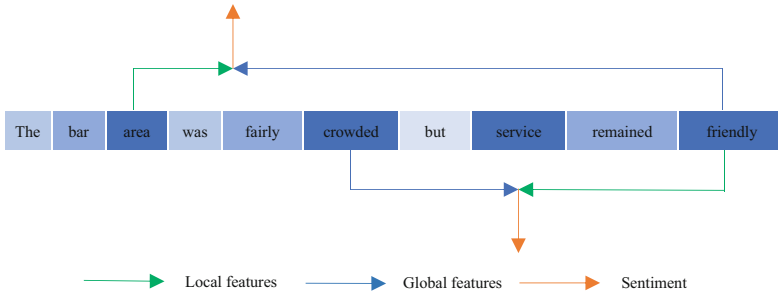 The bar area was fairly crowded but service remained friendly
Local features Global features Sentiment